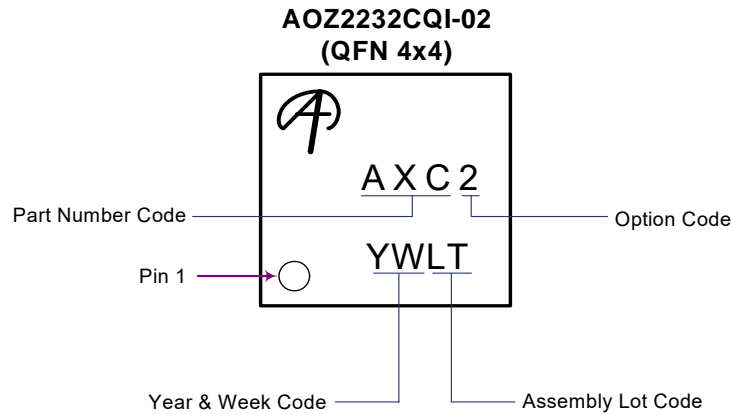 AOZ2232CQI-02
(QFN 4x4)
AXC2
Part Number Code
Option Code
YWLT
Pin 1
Year & Week Code
Assembly Lot Code